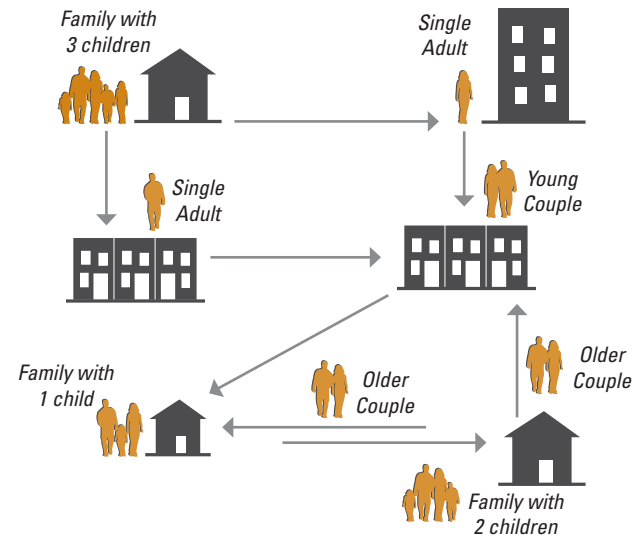 Family with
3 children
Single
Adult
Single
Adult
Young
Couple
Family with
1 child
Older
Couple
Older
Couple
Family with
2 children